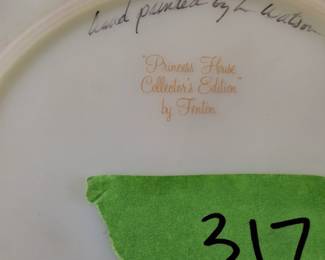 hand painted by L. Watson
"Princess House
Collector's Edition"
by Fenton
317